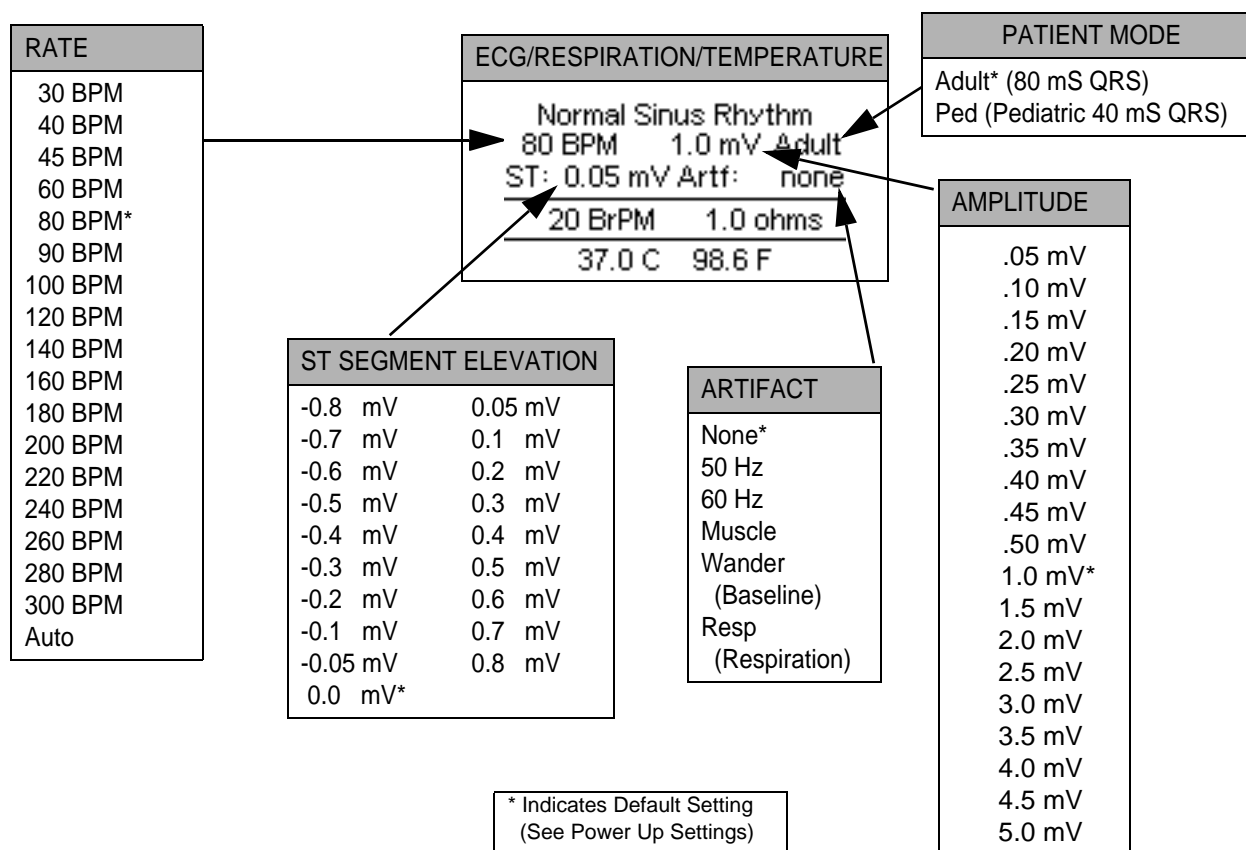 RATE
30 BPM
40 BPM
45 BPM
60 BPM
80 BPM*
90 BPM
100 BPM
120 BPM
140 BPM
160 BPM
180 BPM
200 BPM
220 BPM
240 BPM
260 BPM
280 BPM
300 BPM
Auto
ECG/RESPIRATION/TEMPERATURE
Normal Sinus Rhythm
80 BPM 1.0 mV Adult
ST: 0.05 mV Artf: none
20 BrPM 1.0 ohms
37.0 C 98.6 F
PATIENT MODE
Adult* (80 mS QRS)
Ped (Pediatric 40 mS QRS)
ST SEGMENT ELEVATION
-0.8 mV 0.05 mV
-0.7 mV 0.1 mV
-0.6 mV 0.2 mV
-0.5 mV 0.3 mV
-0.4 mV 0.4 mV
-0.3 mV 0.5 mV
-0.2 mV 0.6 mV
-0.1 mV 0.7 mV
-0.05 mV 0.8 mV
0.0 mV*
ARTIFACT
None*
50 Hz
60 Hz
Muscle
Wander
(Baseline)
Resp
(Respiration)
AMPLITUDE
.05 mV
.10 mV
.15 mV
.20 mV
.25 mV
.30 mV
.35 mV
.40 mV
.45 mV
.50 mV
1.0 mV*
1.5 mV
2.0 mV
2.5 mV
3.0 mV
3.5 mV
4.0 mV
4.5 mV
5.0 mV
* Indicates Default Setting
(See Power Up Settings)